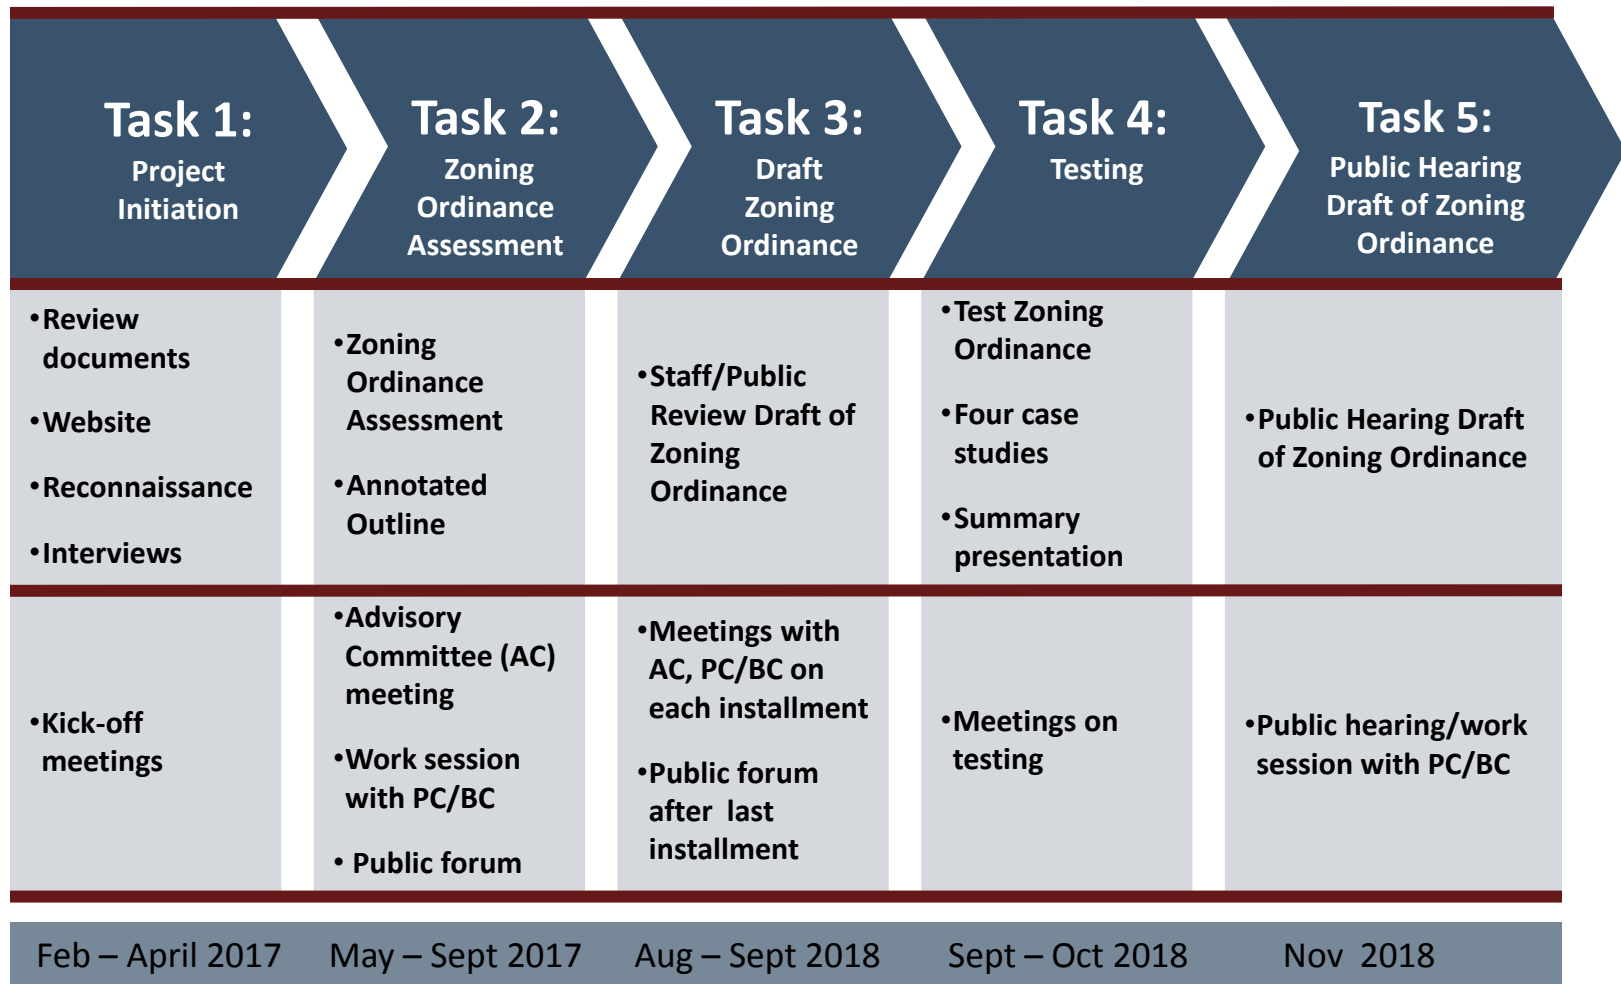 Task 1:
Project
Initiation
Task 2:
Zoning
Ordinance
Assessment
Task 3:
Draft
Zoning
Ordinance
Task 4:
Testing
Task 5:
Public Hearing
Draft of Zoning
Ordinance
•Review
documents
•Website
•Reconnaissance
•Interviews
•Zoning
Ordinance
Assessment
•Annotated
Outline
•Staff/Public
Review Draft of
Zoning
Ordinance
•Test Zoning
Ordinance
•Four case
studies
•Summary
presentation
•Public Hearing Draft
of Zoning Ordinance
•Kick-off
meetings
•Advisory
Committee (AC)
meeting
•Work session
with PC/BC
• Public forum
•Meetings with
AC, PC/BC on
each installment
•Public forum
after last
installment
•Meetings on
testing
•Public hearing/work
session with PC/BC
Feb – April 2017
May – Sept 2017
Aug – Sept 2018
Sept – Oct 2018
Nov 2018